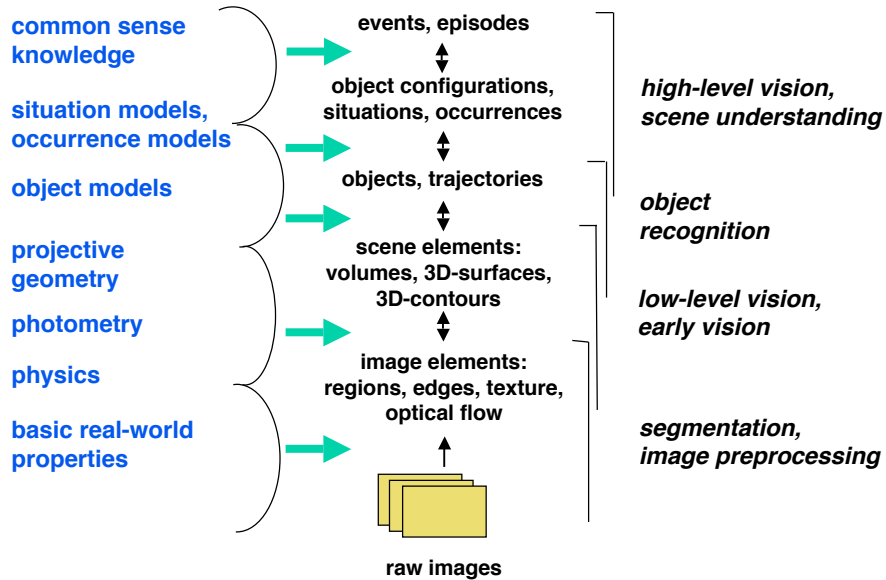 common sense
knowledge
situation models,
occurrence models
object models
projective
geometry
photometry
physics
basic real-world
properties
events, episodes
object configurations,
situations, occurrences
objects, trajectories
scene elements:
volumes, 3D-surfaces,
3D-contours
image elements:
regions, edges, texture,
optical flow
raw images
high-level vision,
scene understanding
object
recognition
low-level vision,
early vision
segmentation,
image preprocessing